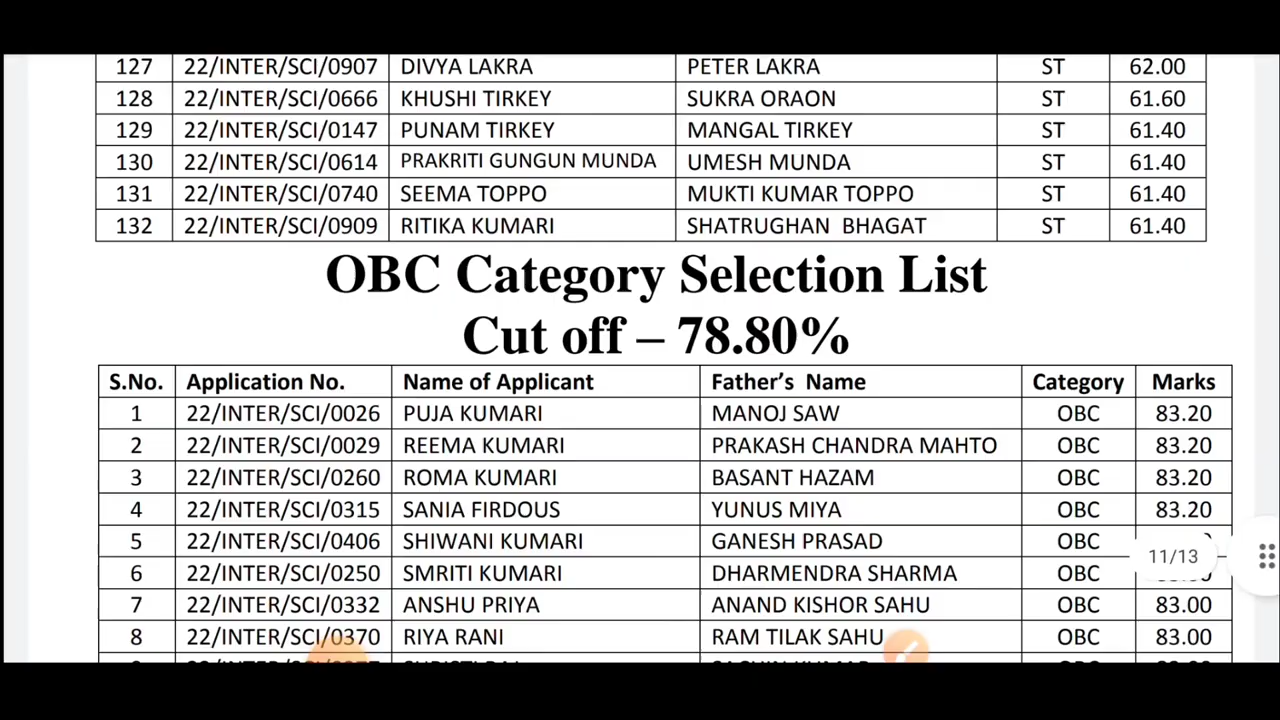 127 22/INTER/SCI/0907 DIVYA LAKRA PETER LAKRA ST 62.00
128 22/INTER/SCI/0666 KHUSHI TIRKEY SUKRA ORAON ST 61.60
129 22/INTER/SCI/0147 PUNAM TIRKEY MANGAL TIRKEY ST 61.40
130 22/INTER/SCI/0614 PRAKRITI GUNGUN MUNDA UMESH MUNDA ST 61.40
131 22/INTER/SCI/0740 SEEMA TOPPO MUKTI KUMAR TOPPO ST 61.40
132 22/INTER/SCI/0909 RITIKA KUMARI SHATRUGHAN BHAGAT ST 61.40
OBC Category Selection List
Cut off – 78.80%
S.No. Application No. Name of Applicant Father’s Name Category Marks
1 22/INTER/SCI/0026 PUJA KUMARI MANOJ SAW OBC 83.20
2 22/INTER/SCI/0029 REEMA KUMARI PRAKASH CHANDRA MAHTO OBC 83.20
3 22/INTER/SCI/0260 ROMA KUMARI BASANT HAZAM OBC 83.20
4 22/INTER/SCI/0315 SANIA FIRDOUS YUNUS MIYA OBC 83.20
5 22/INTER/SCI/0406 SHIWANI KUMARI GANESH PRASAD OBC
11/13
6 22/INTER/SCI/0250 SMRITI KUMARI DHARMENDRA SHARMA OBC
7 22/INTER/SCI/0332 ANSHU PRIYA ANAND KISHOR SAHU OBC 83.00
8 22/INTER/SCI/0370 RIYA RANI RAM TILAK SAHU OBC 83.00